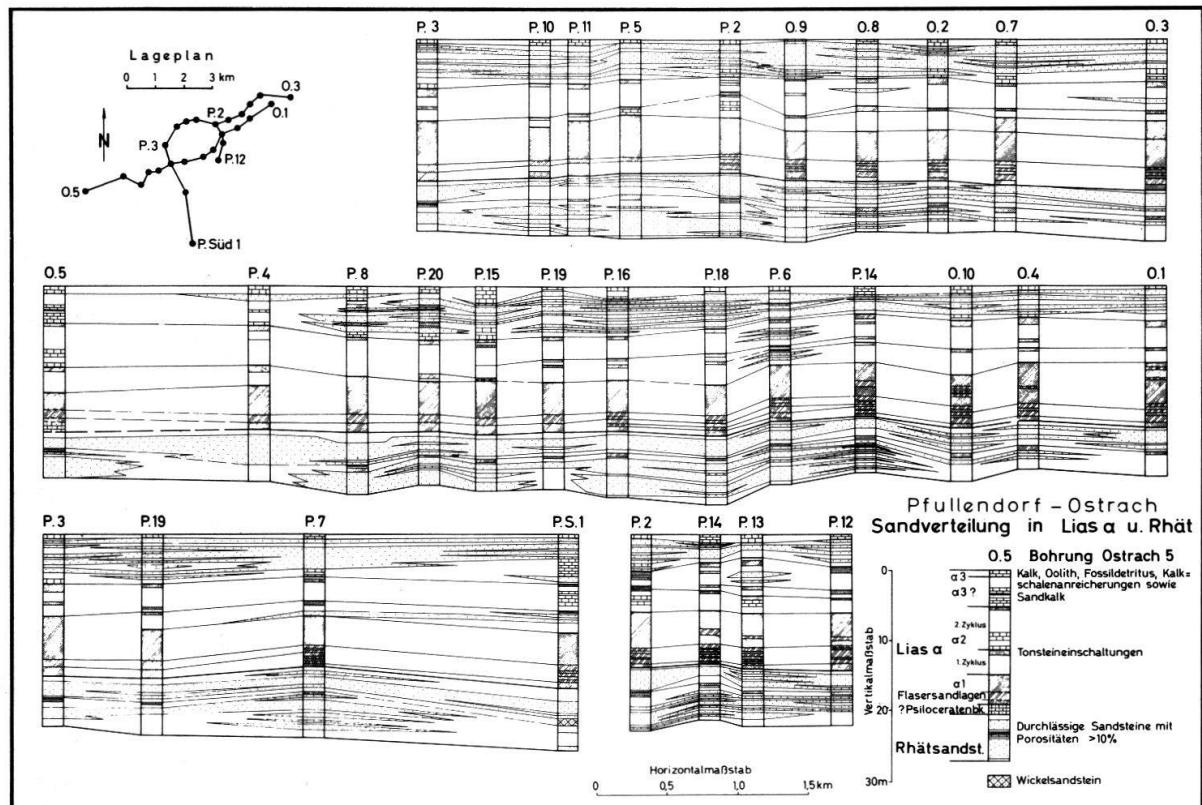 Lageplan
0 1 2 3 km
N
O.3
P.2
O.1
P.3
P.12
O.5
P.Süd 1
P. 3 P.10 P.11 P. 5 P. 2 O.9 O.8 O.2 O.7 O.3
O.5 P.4 P.8 P.20 P.15 P.19 P.16 P.18 P. 6 P.14 O.10 O.4 O.1
P. 3 P.19 P. 7 P.S.1 P. 2 P.14 P.13 P.12
Pfullendorf - Ostrach
Sandverteilung in Lias α u. Rhät
O.5 Bohrung Ostrach 5
Kalk, Oolith, Fossildetritus, Kalk=
schalenanreicherungen sowie
Sandkalk
Tonsteineinschaltungen
Durchlässige Sandsteine mit
Porositäten >10%
Wickelsandstein
α 3
α 3 ?
2. Zyklus
Lias α
α 2
1. Zyklus
α 1
Flasersandlagen
? Psiloceratenbk.
Rhätsandst.
Vertikalmaßstab
0
10
20
30m
Horizontalmaßstab
0 0,5 1,0 1,5 km